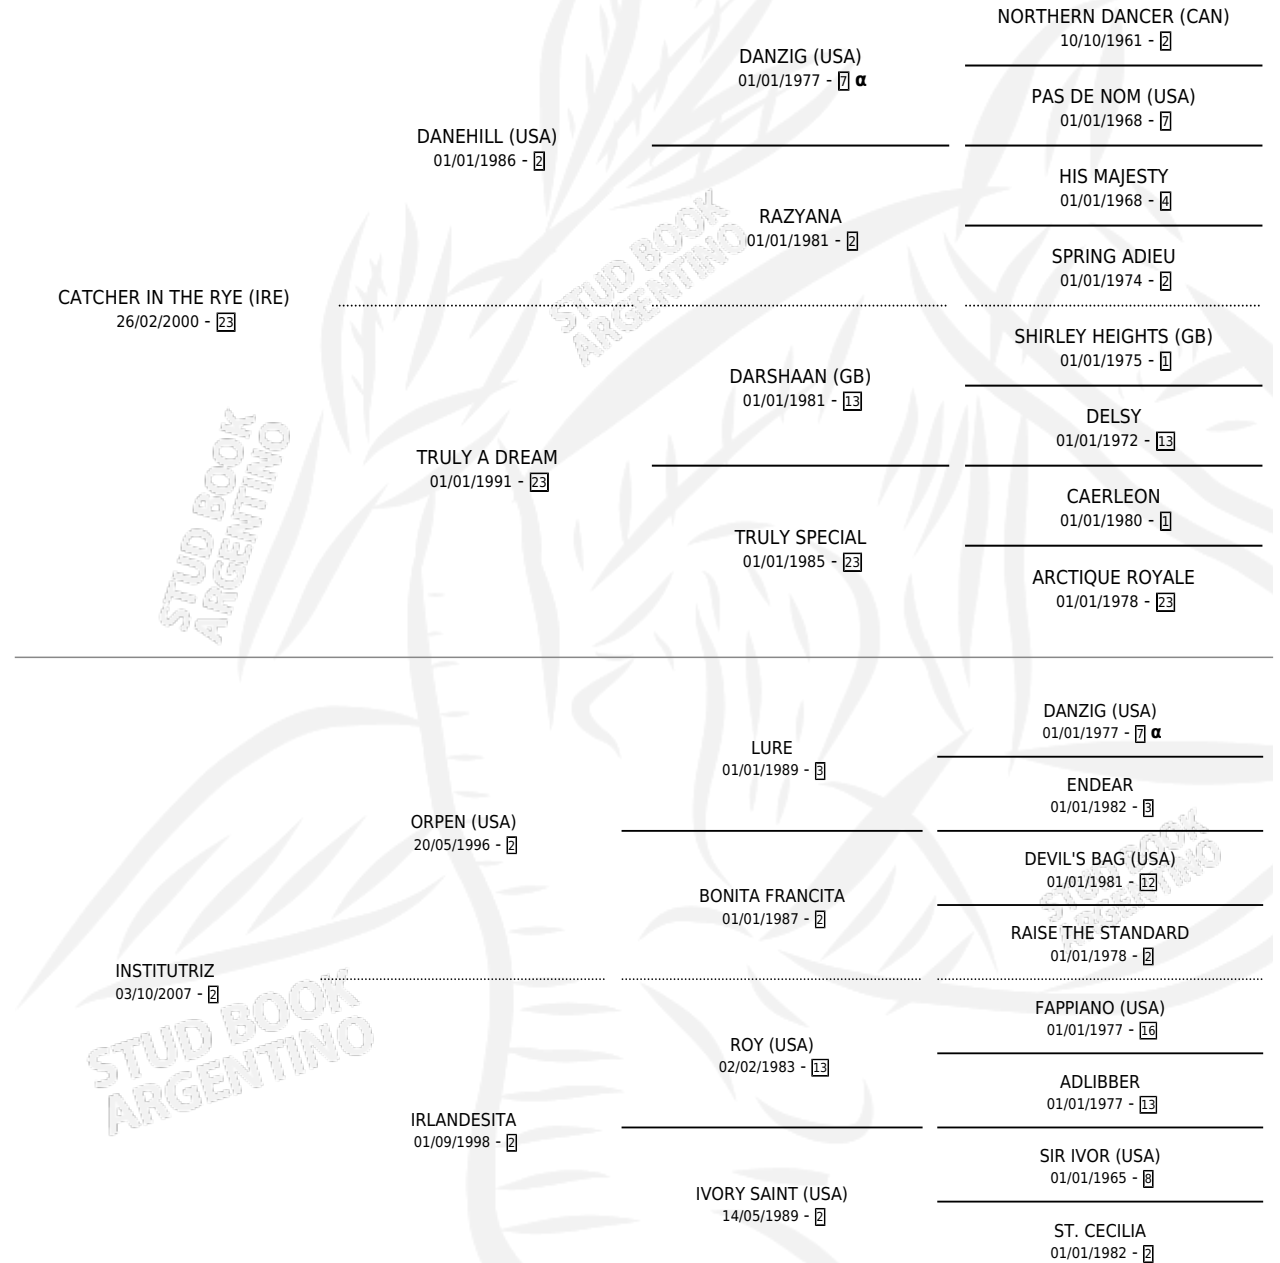 NORTHERN DANCER (CAN)
10/10/1961 - 2
DANZIG (USA)
01/01/1977 - 7 α
PAS DE NOM (USA)
01/01/1968 - 7
DANEHILL (USA)
01/01/1986 - 2
HIS MAJESTY
01/01/1968 - 4
RAZYANA
01/01/1981 - 2
SPRING ADIEU
01/01/1974 - 2
CATCHER IN THE RYE (IRE)
26/02/2000 - 23
SHIRLEY HEIGHTS (GB)
01/01/1975 - 1
DARSHAAN (GB)
01/01/1981 - 13
DELSY
01/01/1972 - 13
TRULY A DREAM
01/01/1991 - 23
CAERLEON
01/01/1980 - 1
TRULY SPECIAL
01/01/1985 - 23
ARCTIQUE ROYALE
01/01/1978 - 23
DANZIG (USA)
01/01/1977 - 7 α
LURE
01/01/1989 - 3
ENDEAR
01/01/1982 - 3
ORPEN (USA)
20/05/1996 - 2
DEVIL'S BAG (USA)
01/01/1981 - 12
BONITA FRANCITA
01/01/1987 - 2
RAISE THE STANDARD
01/01/1978 - 2
INSTITUTRIZ
03/10/2007 - 2
FAPPIANO (USA)
01/01/1977 - 16
ROY (USA)
02/02/1983 - 13
ADLIBBER
01/01/1977 - 13
IRLANDESITA
01/09/1998 - 2
SIR IVOR (USA)
01/01/1965 - 8
IVORY SAINT (USA)
14/05/1989 - 2
ST. CECILIA
01/01/1982 - 2
STUD BOOK
ARGENTINO
STUD BOOK
ARGENTINO
STUD BOOK
ARGENTINO
STUD BOOK
ARGENTINO